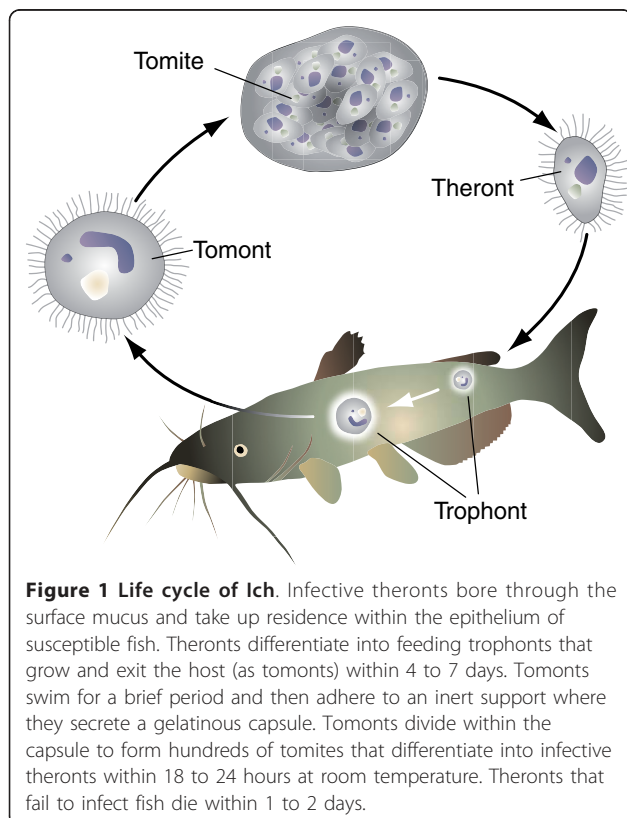 Tomite
Theront
Tomont
Trophont
Figure 1 Life cycle of Ich. Infective theronts bore through the
surface mucus and take up residence within the epithelium of
susceptible fish. Theronts differentiate into feeding trophonts that
grow and exit the host (as tomonts) within 4 to 7 days. Tomonts
swim for a brief period and then adhere to an inert support where
they secrete a gelatinous capsule. Tomonts divide within the
capsule to form hundreds of tomites that differentiate into infective
theronts within 18 to 24 hours at room temperature. Theronts that
fail to infect fish die within 1 to 2 days.